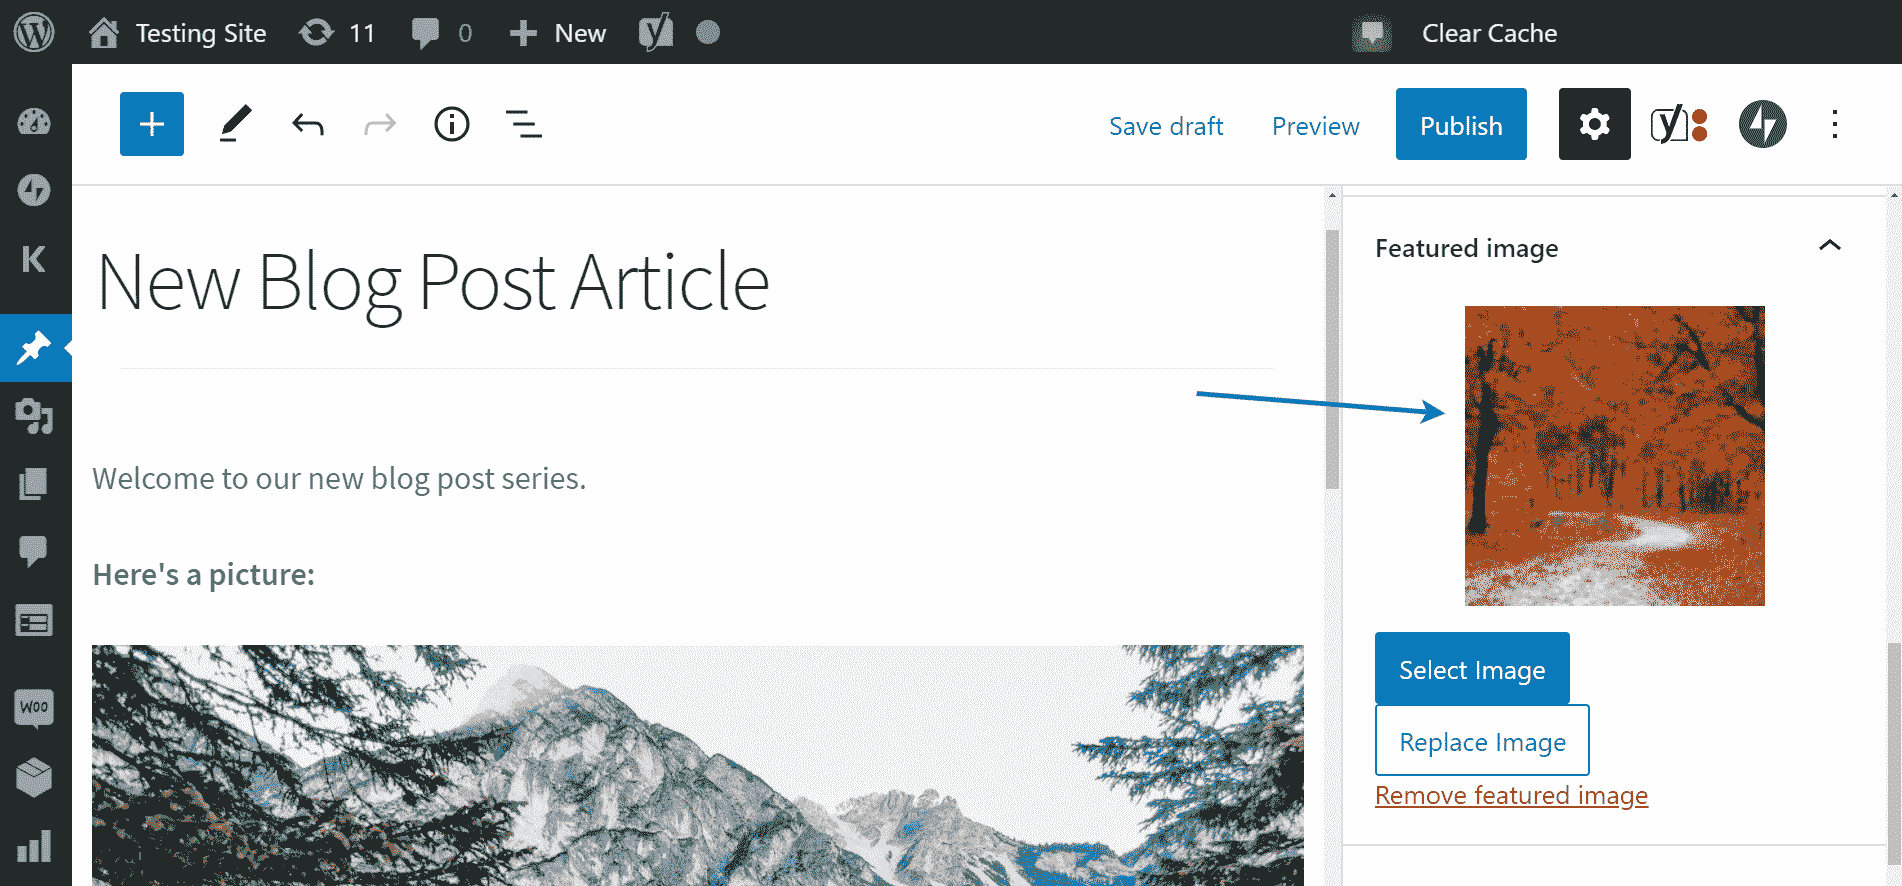 Testing Site 11 0 New Clear Cache
Save draft Preview Publish
New Blog Post Article
Featured image
Welcome to our new blog post series.
Here's a picture:
Select Image
Replace Image
Remove featured image
K
Woo